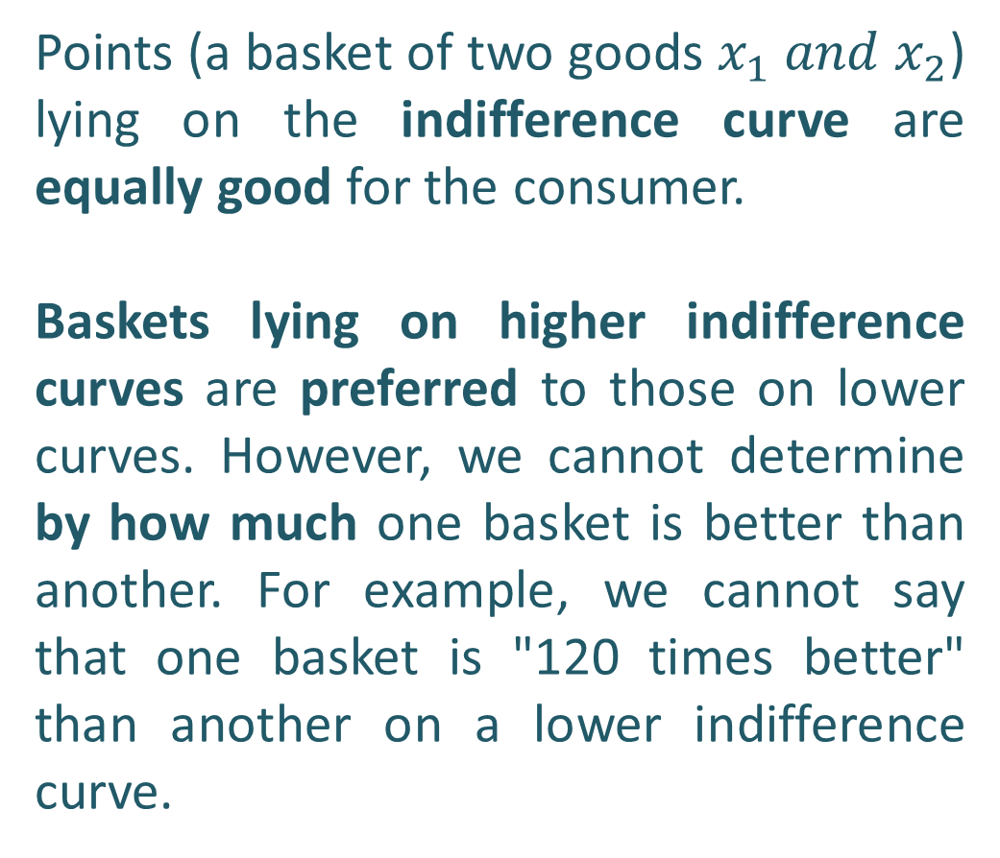 Points (a basket of two goods x₁ and x₂)
lying on the indifference curve are
equally good for the consumer.
Baskets lying on higher indifference
curves are preferred to those on lower
curves. However, we cannot determine
by how much one basket is better than
another. For example, we cannot say
that one basket is "120 times better"
than another on a lower indifference
curve.